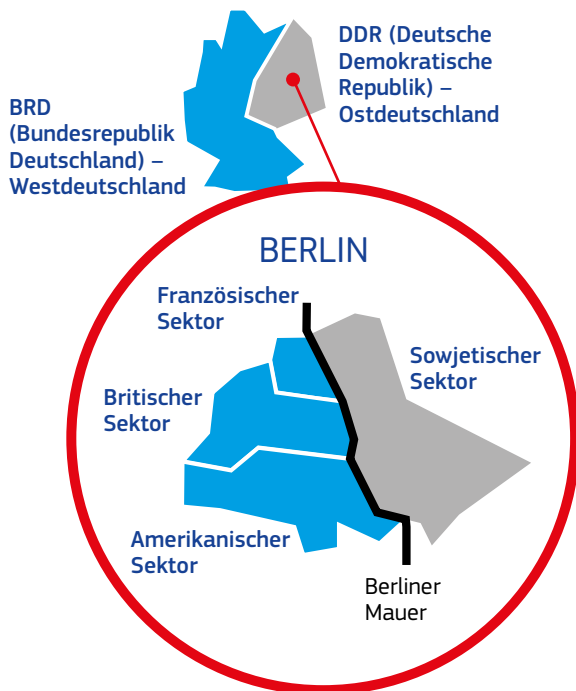 DDR (Deutsche
Demokratische
Republik) –
Ostdeutschland
BRD
(Bundesrepublik
Deutschland) –
Westdeutschland
BERLIN
Französischer
Sektor
Sowjetischer
Sektor
Britischer
Sektor
Amerikanischer
Sektor
Berliner
Mauer